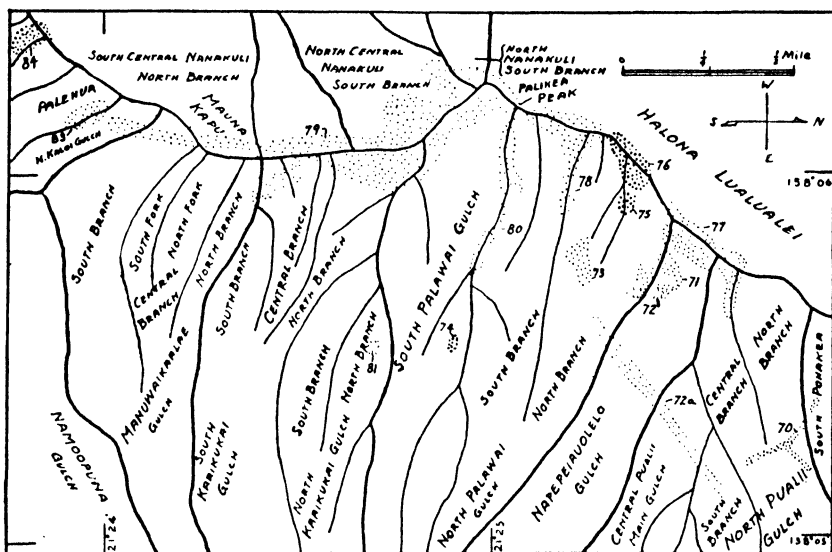 84
SOUTH CENTRAL NANAKULI
NORTH BRANCH
NORTH CENTRAL
NANAKULI
SOUTH BRANCH
NORTH
NANAKULI
SOUTH BRANCH
PALIKEA
PEAK
0
Mile
W
S
N
E
PALEHUA
83
N. KALOI GULCH
MAUNA
KAPU
79
HALONA
LUALUALEI
158° 06
76
78
75
77
SOUTH BRANCH
SOUTH FORK
NORTH FORK
CENTRAL
BRANCH
NORTH BRANCH
MANUWAIKAALAE
GULCH
SOUTH BRANCH
CENTRAL BRANCH
NORTH BRANCH
SOUTH PALAWAI GULCH
80
73
72
71
74
81
SOUTH BRANCH
NORTH BRANCH
SOUTH BRANCH
NORTH BRANCH
72a
CENTRAL
BRANCH
NORTH
BRANCH
70
SOUTH POHAKEA
NAMOOPUNA
GULCH
SOUTH
KAAIKUKAI
GULCH
NORTH
KAAIKUKAI GULCH
NORTH PALAWAI
GULCH
NAPEPEIAUOLELO
GULCH
CENTRAL PUALII
MAIN GULCH
SOUTH
BRANCH
NORTH PUALII
GULCH
21° 24
21° 25
158° 05